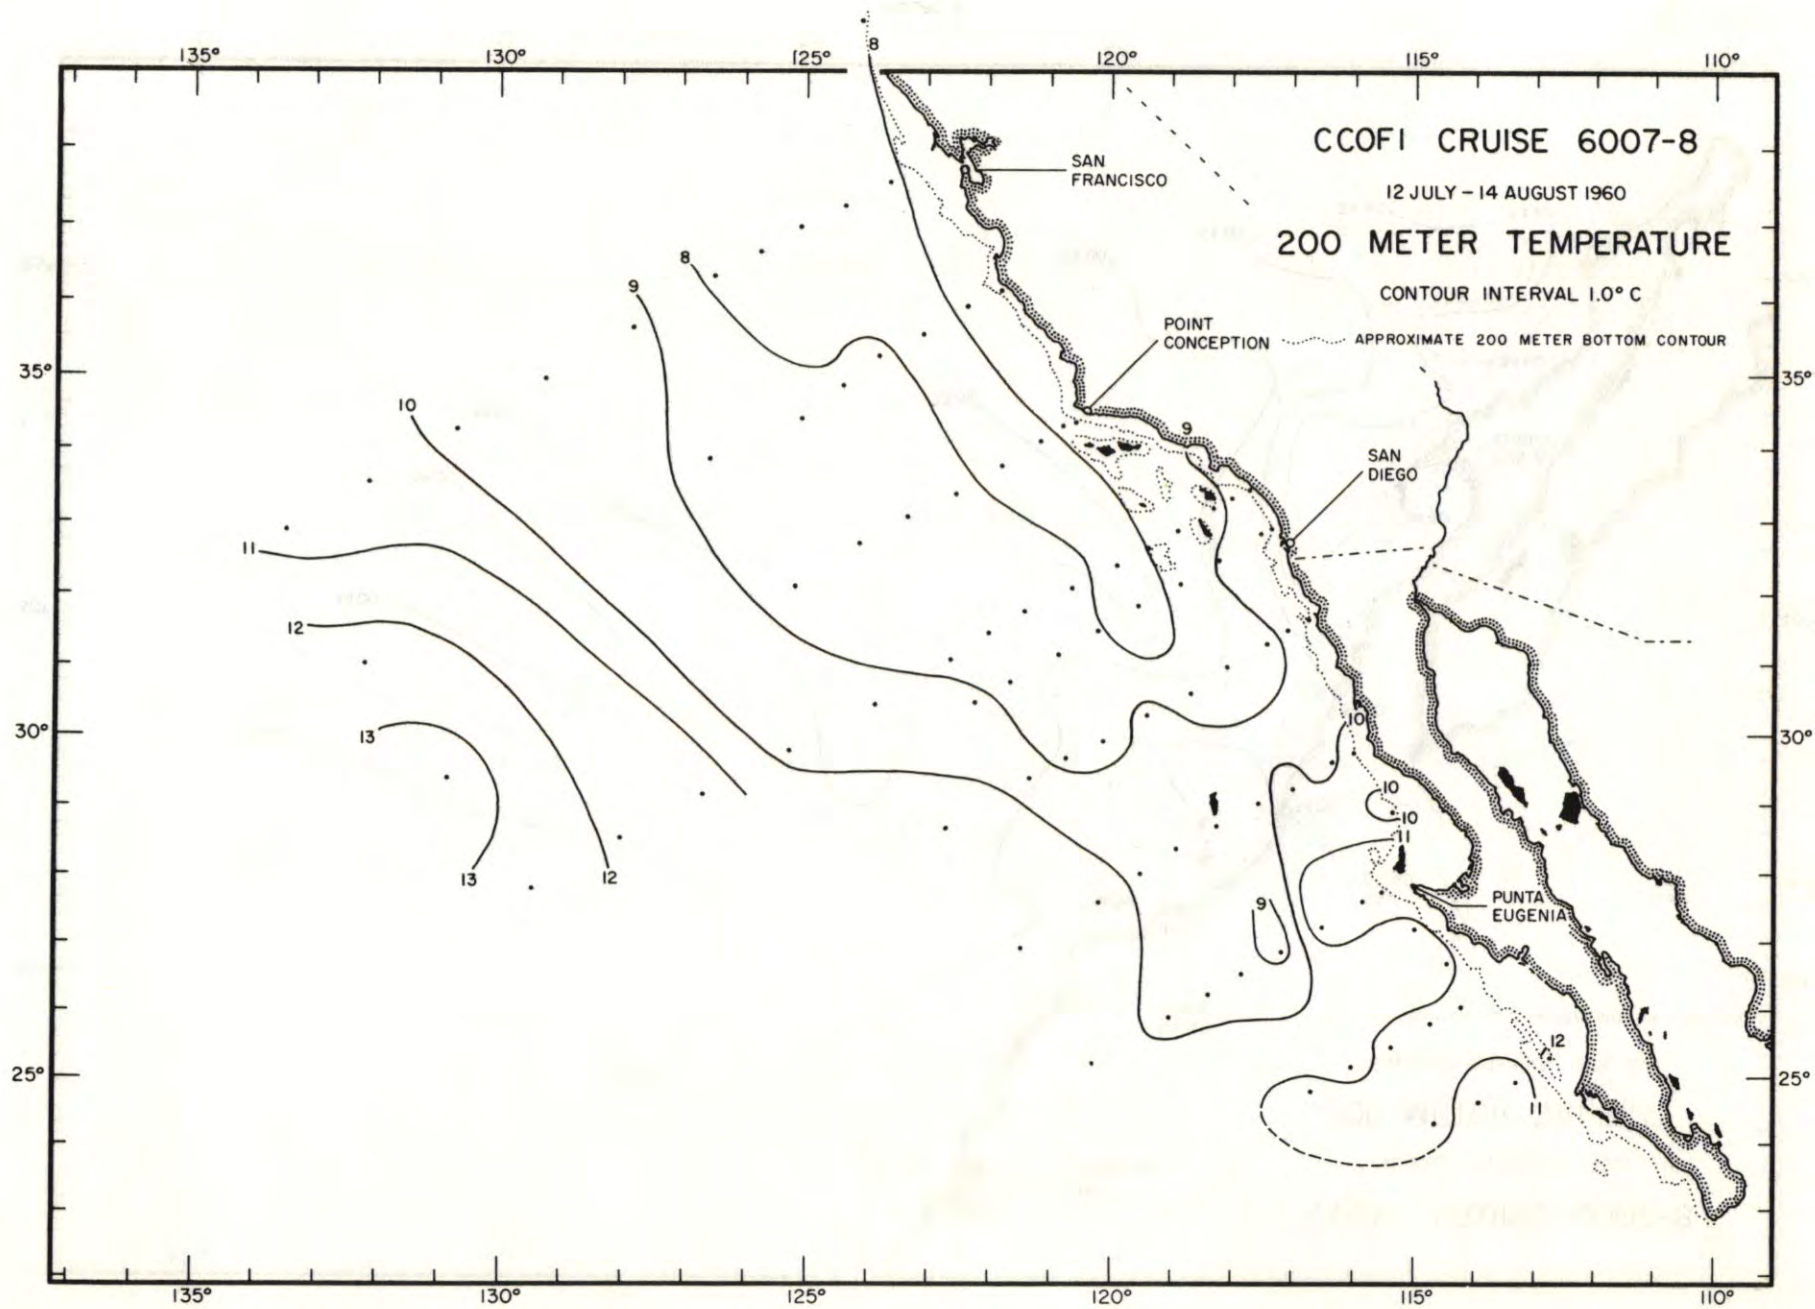 8
135°
130°
125°
120°
115°
110°
CCOFI CRUISE 6007-8
12 JULY – 14 AUGUST 1960
200 METER TEMPERATURE
CONTOUR INTERVAL 1.0° C
APPROXIMATE 200 METER BOTTOM CONTOUR
SAN
FRANCISCO
8
9
POINT
CONCEPTION
35°
35°
10
9
SAN
DIEGO
11
12
30°
13
10
30°
10
10
11
13
12
9
PUNTA
EUGENIA
12
25°
25°
11
135°
130°
125°
120°
115°
110°